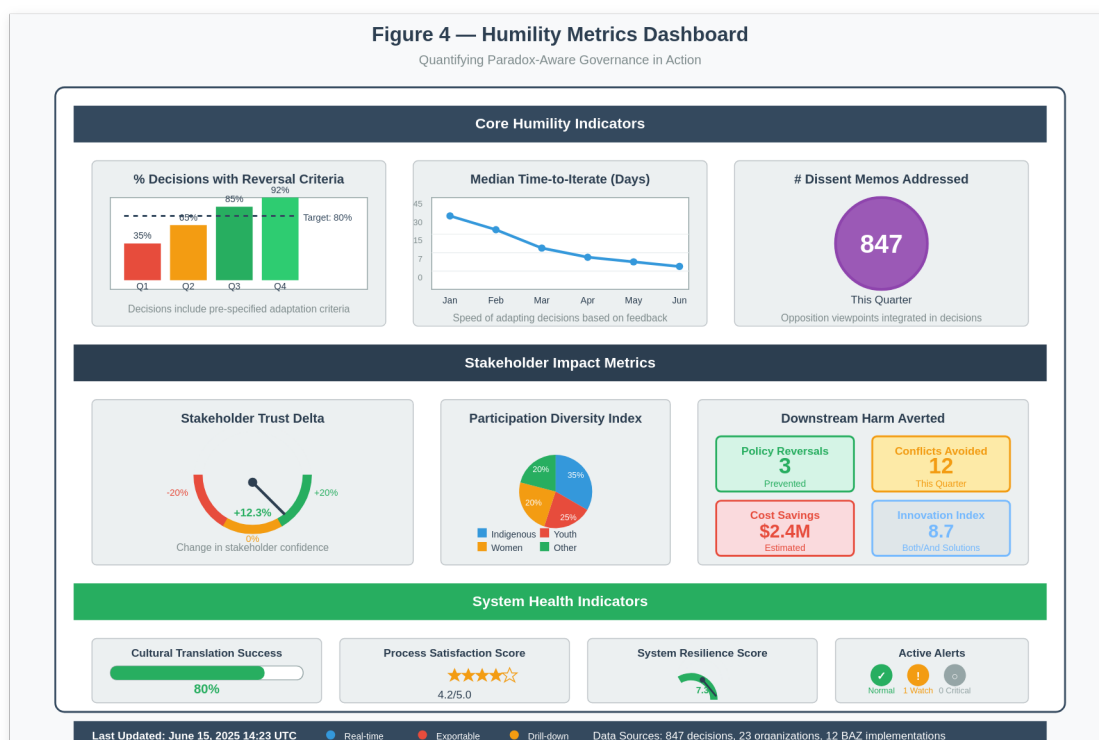 Figure 4 — Humility Metrics Dashboard
Quantifying Paradox-Aware Governance in Action
Core Humility Indicators
% Decisions with Reversal Criteria
35%
65%
85%
92%
Target: 80%
Q1 Q2 Q3 Q4
Decisions include pre-specified adaptation criteria
Median Time-to-Iterate (Days)
45
30
15
7
0
Jan Feb Mar Apr May Jun
Speed of adapting decisions based on feedback
# Dissent Memos Addressed
847
This Quarter
Opposition viewpoints integrated in decisions
Stakeholder Impact Metrics
Stakeholder Trust Delta
-20%
+20%
+12.3%
0%
Change in stakeholder confidence
Participation Diversity Index
20%
35%
20%
25%
Indigenous Youth
Women Other
Downstream Harm Averted
Policy Reversals
3
Prevented
Conflicts Avoided
12
This Quarter
Cost Savings
$2.4M
Estimated
Innovation Index
8.7
Both/And Solutions
System Health Indicators
Cultural Translation Success
80%
Process Satisfaction Score
4.2/5.0
System Resilience Score
7.3
Active Alerts
Normal
!
1 Watch
0 Critical
Last Updated: June 15, 2025 14:23 UTC Real-time Exportable Drill-down Data Sources: 847 decisions, 23 organizations, 12 BAZ implementations